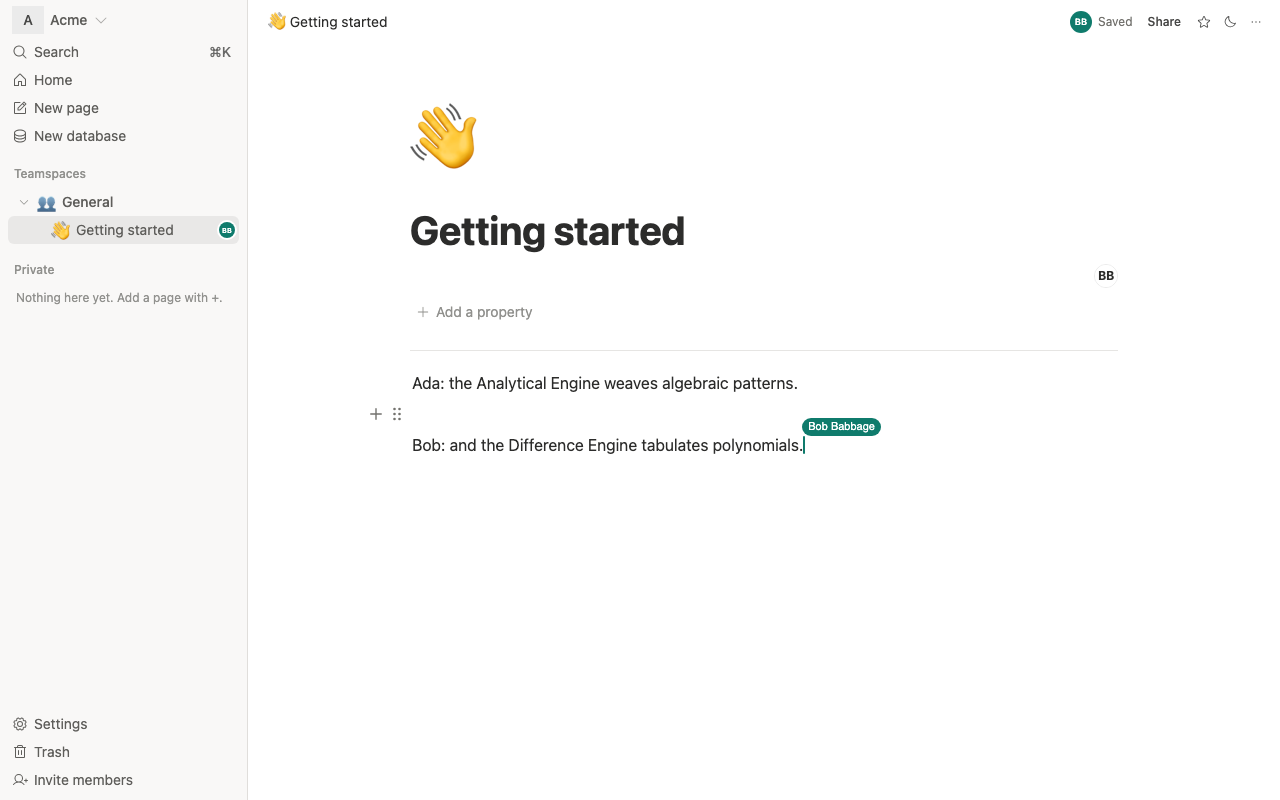 A Acme
Search ⌘K
Home
New page
New database
Teamspaces
General
Getting started BB
Private
Nothing here yet. Add a page with +.
Settings
Trash
Invite members
Getting started
BB Saved Share
Getting started
BB
Add a property
Ada: the Analytical Engine weaves algebraic patterns.
Bob Babbage
Bob: and the Difference Engine tabulates polynomials.